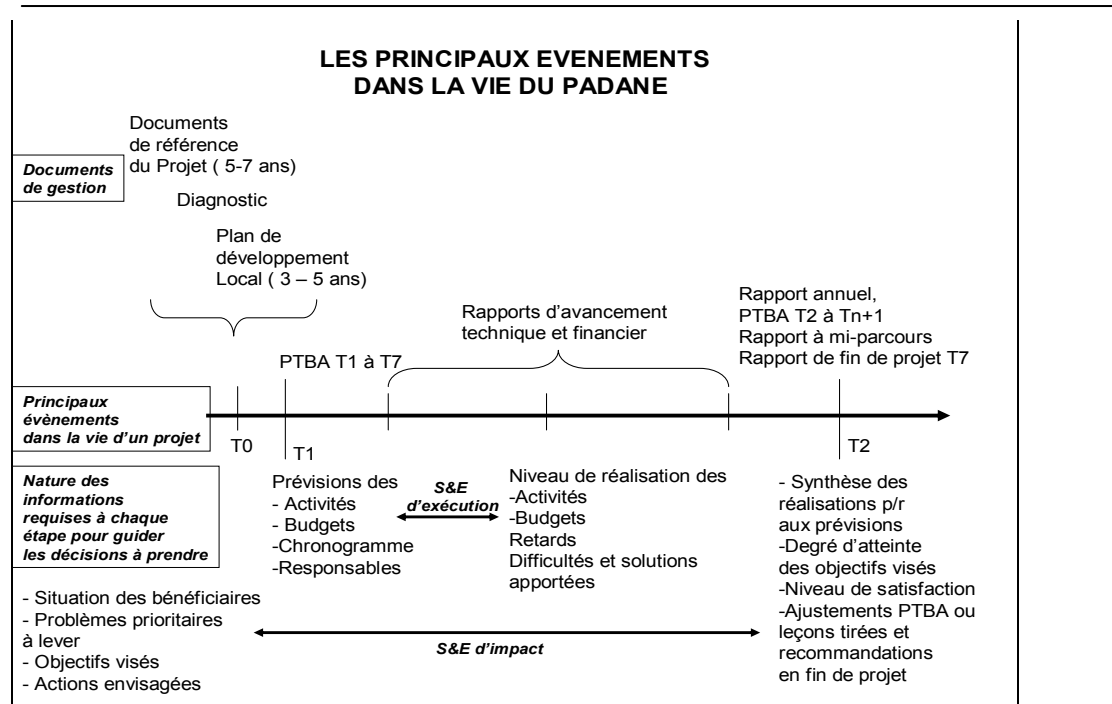 LES PRINCIPAUX EVENEMENTS
DANS LA VIE DU PADANE
Documents
de référence
du Projet ( 5-7 ans)
Documents
de gestion
Diagnostic
Plan de
développement
Local ( 3 – 5 ans)
Rapports d’avancement
technique et financier
Rapport annuel,
PTBA T2 à Tn+1
Rapport à mi-parcours
Rapport de fin de projet T7
PTBA T1 à T7
Principaux
évènements
dans la vie d’un projet
T0
T1
T2
Nature des
informations
requises à chaque
étape pour guider
les décisions à prendre
Prévisions des
- Activités
- Budgets
-Chronogramme
-Responsables
S&E
d’exécution
Niveau de réalisation des
-Activités
-Budgets
Retards
Difficultés et solutions
apportées
- Synthèse des
réalisations p/r
aux prévisions
-Degré d’atteinte
des objectifs visés
-Niveau de satisfaction
-Ajustements PTBA ou
leçons tirées et
recommandations
en fin de projet
- Situation des bénéficiaires
- Problèmes prioritaires
à lever
- Objectifs visés
- Actions envisagées
S&E d’impact